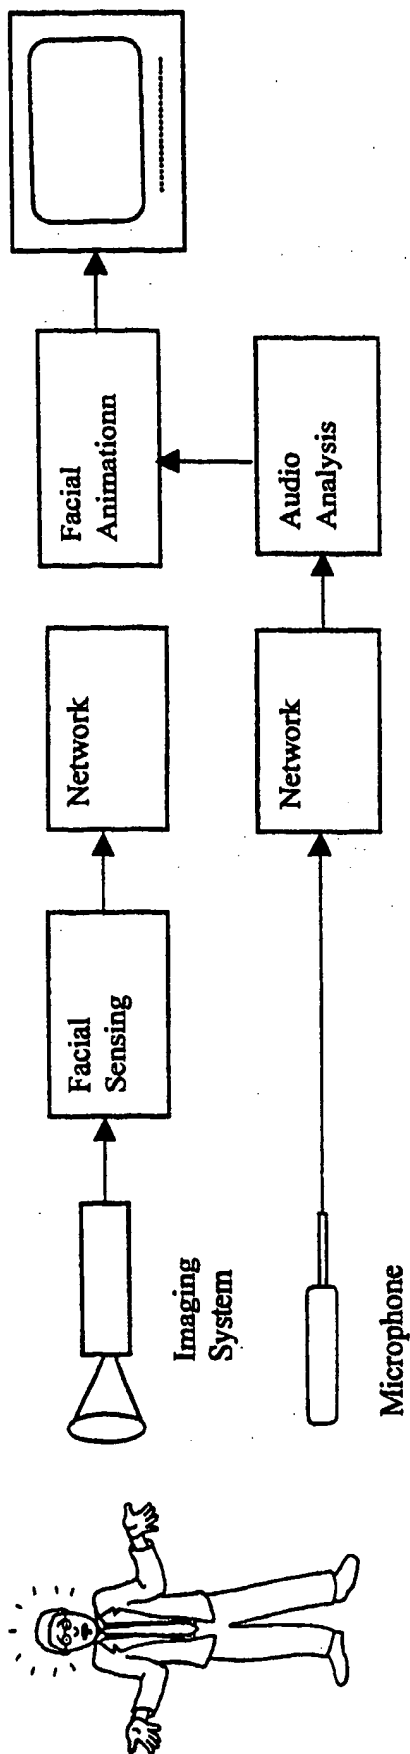 Imaging
System
Facial
Sensing
Network
Facial
Animationn
Microphone
Network
Audio
Analysis